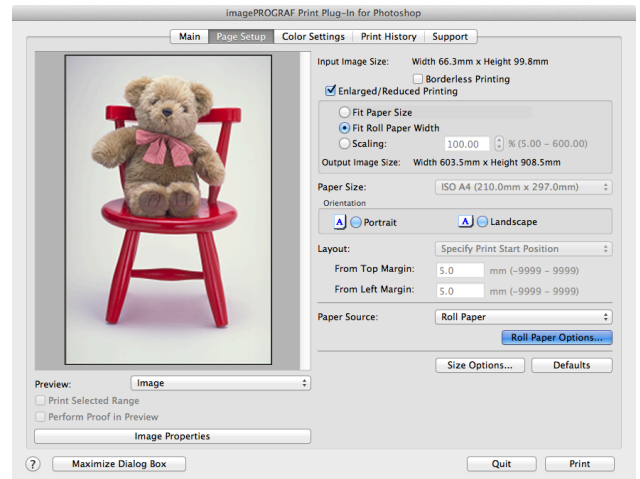 imagePROGRAF Print Plug-In for Photoshop
Main Page Setup Color Settings Print History Support
Input Image Size: Width 66.3mm x Height 99.8mm
Borderless Printing
Enlarged/Reduced Printing
Fit Paper Size
Fit Roll Paper Width
Scaling: 100.00 % (5.00 - 600.00)
Output Image Size: Width 603.5mm x Height 908.5mm
Paper Size: ISO A4 (210.0mm x 297.0mm)
Orientation
A Portrait A Landscape
Layout: Specify Print Start Position
From Top Margin: 5.0 mm (-9999 - 9999)
From Left Margin: 5.0 mm (-9999 - 9999)
Paper Source: Roll Paper
Roll Paper Options...
Size Options... Defaults
Preview: Image
Print Selected Range
Perform Proof in Preview
Image Properties
? Maximize Dialog Box Quit Print